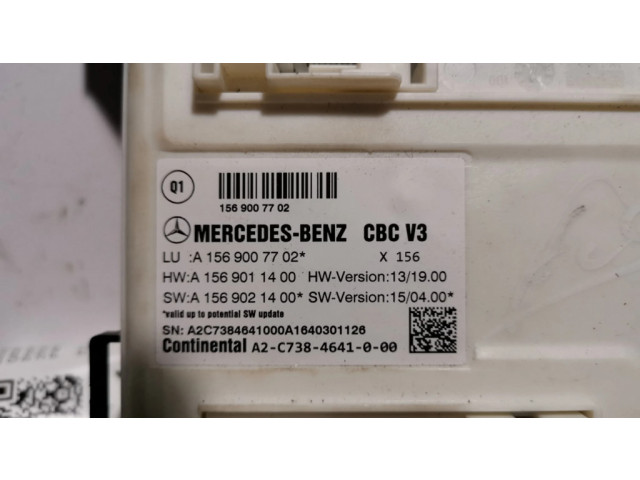 Q1
156 900 77 02
MERCEDES-BENZ CBC V3
LU :A 156 900 77 02* X 156
HW:A 156 901 14 00 HW-Version:13/19.00
SW:A 156 902 14 00* SW-Version:15/04.00*
*valid up to potential SW update
SN: A2C7384641000A1640301126
Continental A2-C738-4641-0-00